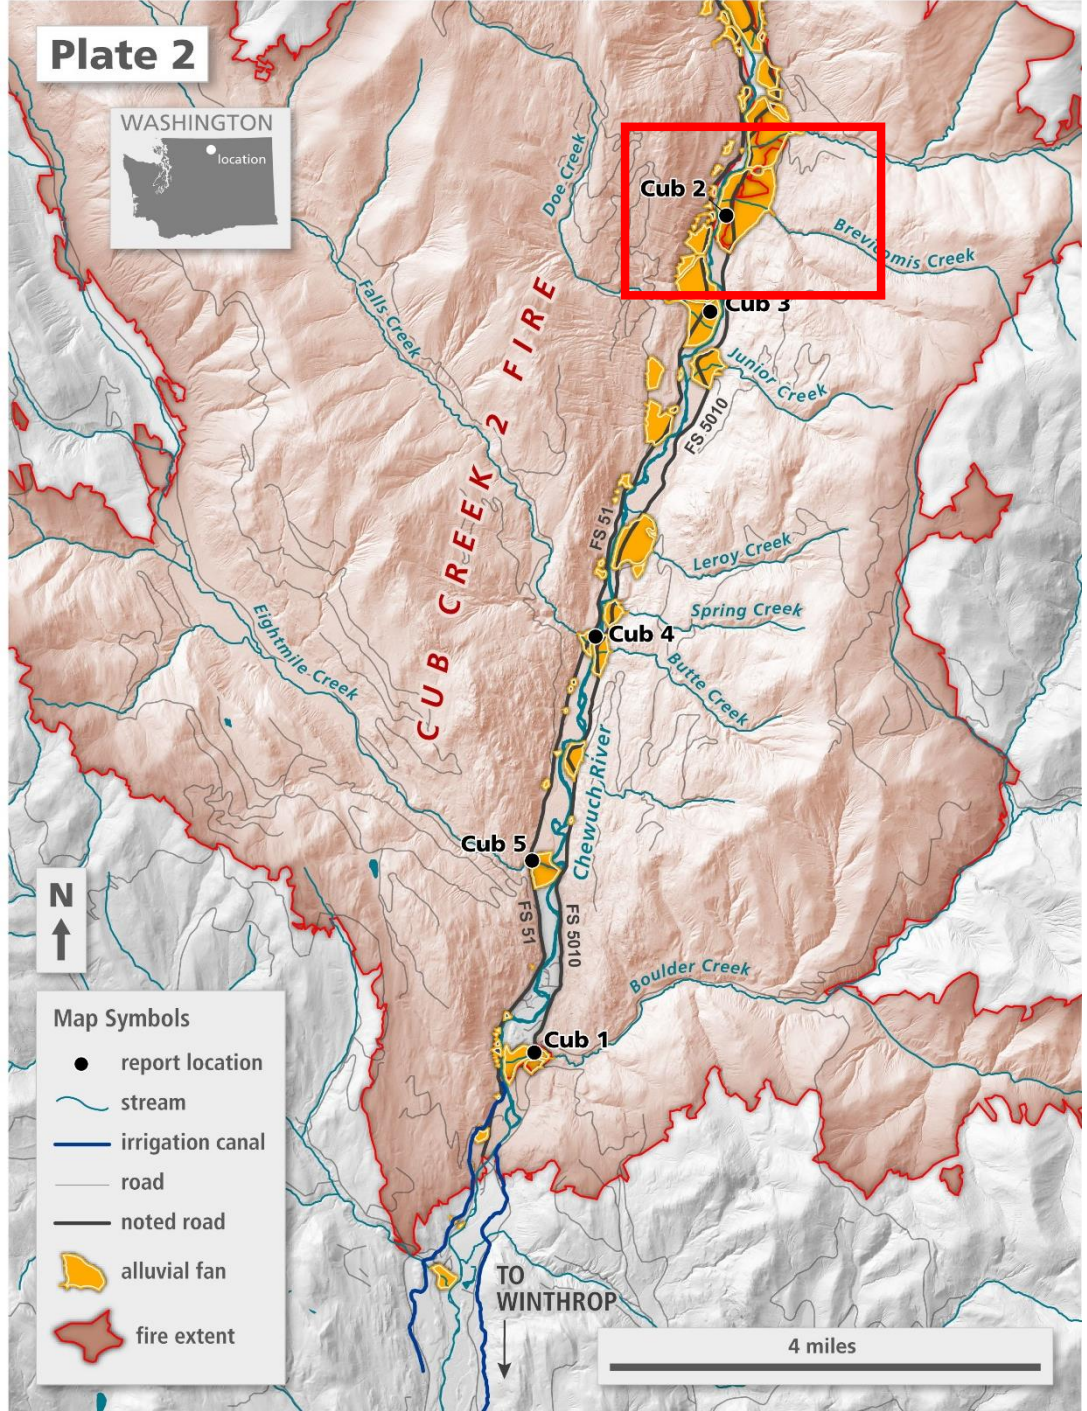 Plate 2
WASHINGTON
location
Doe Creek
Cub 2
Brevicomis Creek
Cub 3
Falls Creek
Junior Creek
FS 5010
CUB CREEK 2 FIRE
FS 51
Leroy Creek
Spring Creek
Cub 4
Butte Creek
Eightmile Creek
Chewuch River
Cub 5
N
FS 51
FS 5010
Boulder Creek
Cub 1
Map Symbols
report location
stream
irrigation canal
road
noted road
alluvial fan
fire extent
TO
WINTHROP
4 miles